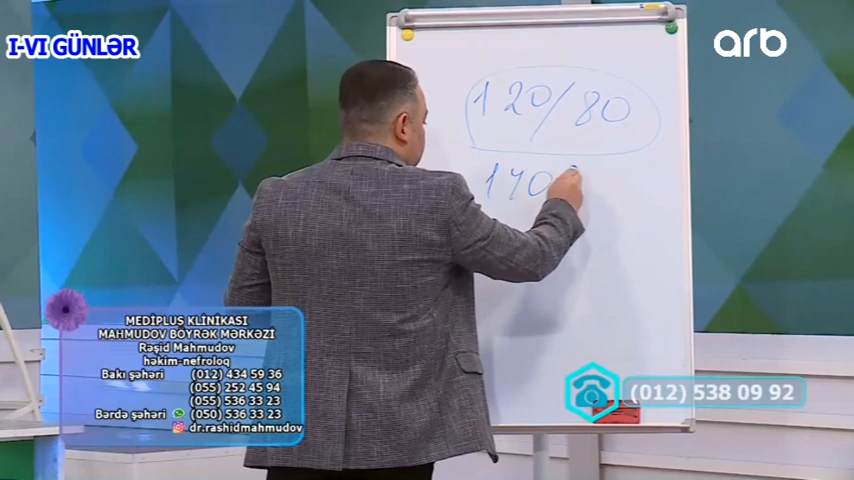 I-VI GÜNLƏR
arb
120/80
140
MEDİPLUS KLİNİKASI
MAHMUDOV BÖYRƏK MƏRKƏZİ
Rəşid Mahmudov
həkim-nefroloq
Bakı şəhəri (012) 434 59 36
(055) 252 45 94
(055) 536 33 23
Bərdə şəhəri (050) 536 33 23
dr.rashidmahmudov
(012) 538 09 92